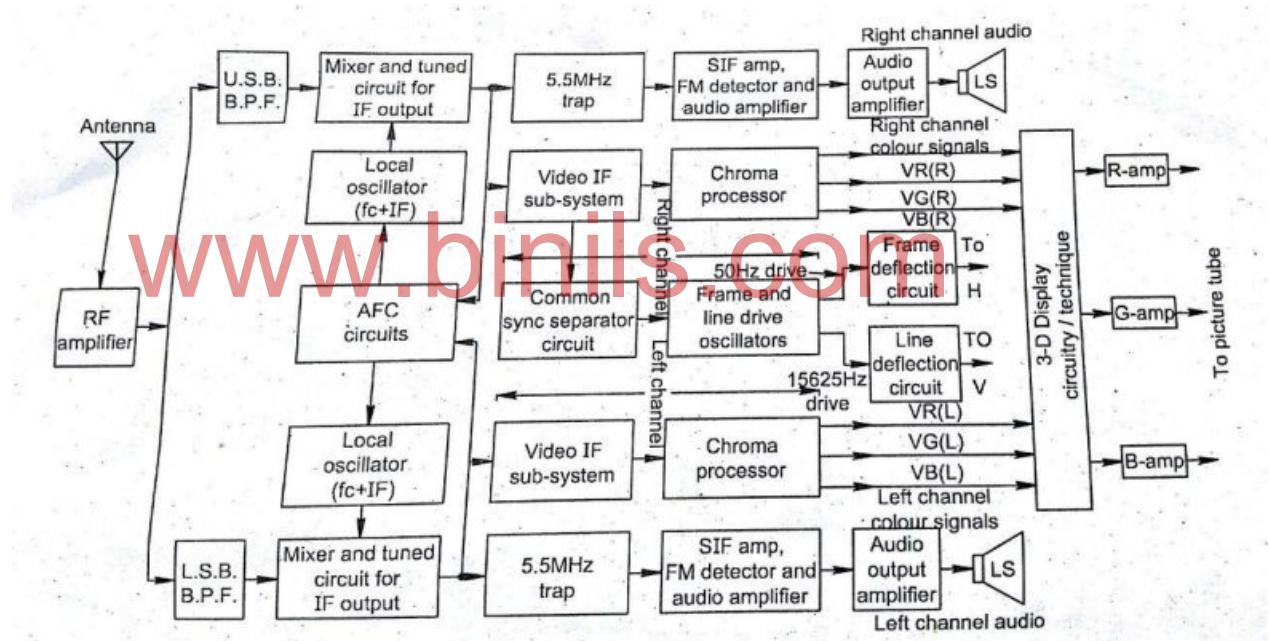 Right channel audio
U.S.B.
B.P.F.
Mixer and tuned
circuit for
IF output
5.5MHz
trap
SIF amp,
FM detector and
audio amplifier
Audio
output
amplifier
LS
Antenna
Right channel
colour signals
Local
oscillator
(fc+IF)
Video IF
sub-system
Chroma
processor
VR(R)
VG(R)
VB(R)
R-amp
www.binils.com
Right channel
RF
amplifier
AFC
circuits
Common
sync separator
circuit
50Hz drive
Frame and
line drive
oscillators
Frame
deflection
circuit
To
H
3-D Display
circuitry / technique
G-amp
To picture tube
Left channel
15625Hz
drive
Line
deflection
circuit
TO
V
Local
oscillator
(fc+IF)
Video IF
sub-system
Chroma
processor
VR(L)
VG(L)
VB(L)
B-amp
Left channel
colour signals
L.S.B.
B.P.F.
Mixer and tuned
circuit for
IF output
5.5MHz
trap
SIF amp,
FM detector and
audio amplifier
Audio
output
amplifier
LS
Left channel audio